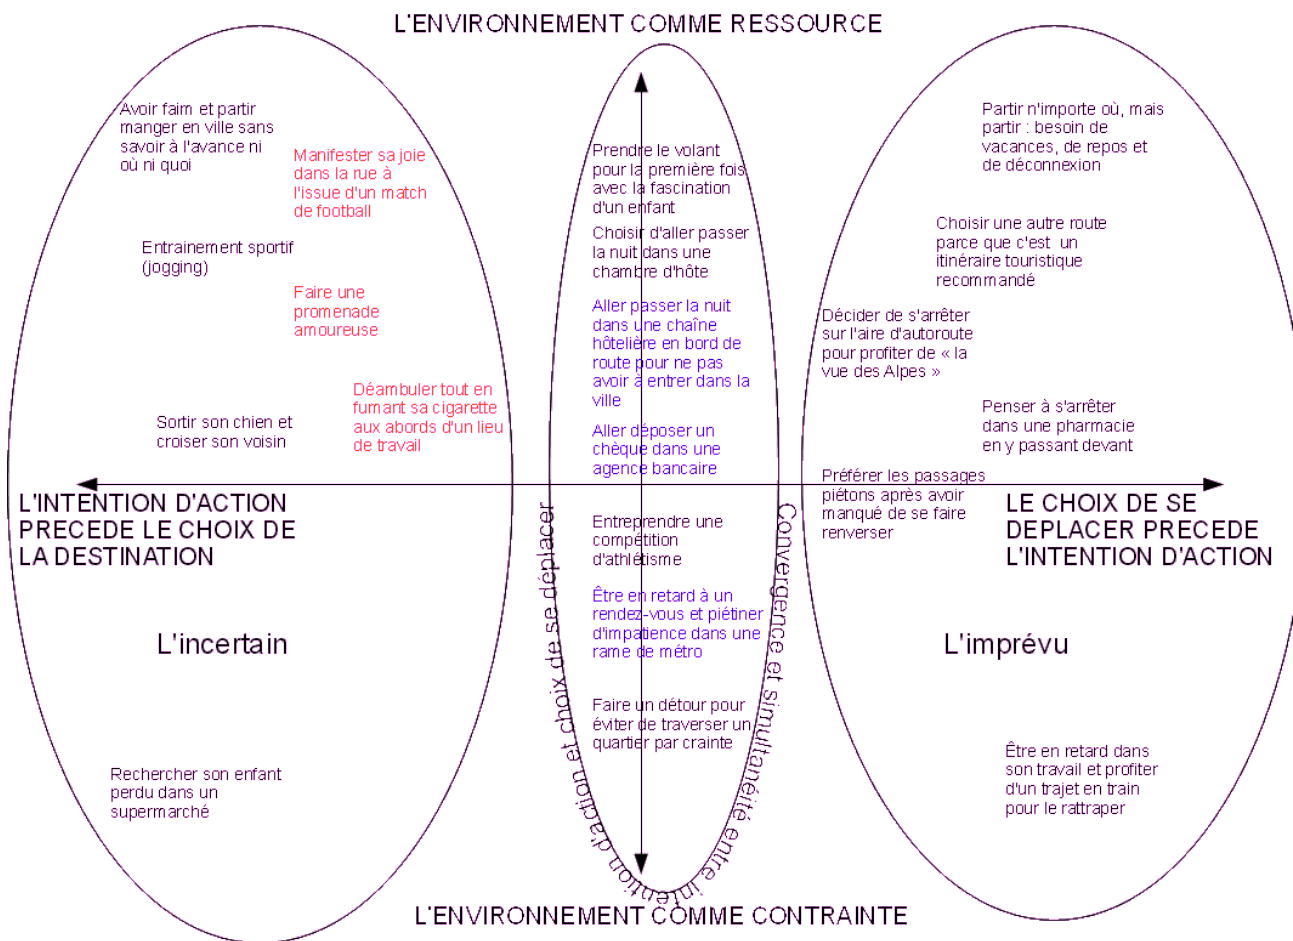 L'ENVIRONNEMENT COMME RESSOURCE
Avoir faim et partir
manger en ville sans
savoir à l'avance ni
où ni quoi
Manifester sa joie
dans la rue à
l'issue d'un match
de football
Entrainement sportif
(jogging)
Faire une
promenade
amoureuse
Déambuler tout en
fumant sa cigarette
aux abords d'un lieu
de travail
Sortir son chien et
croiser son voisin
L'INTENTION D'ACTION
PRECEDE LE CHOIX DE
LA DESTINATION
L'incertain
Rechercher son enfant
perdu dans un
supermarché
Prendre le volant
pour la première fois
avec la fascination
d'un enfant
Choisir d'aller passer
la nuit dans une
chambre d'hôte
Aller passer la nuit
dans une chaîne
hôtelière en bord de
route pour ne pas
avoir à entrer dans la
ville
Aller déposer un
chèque dans une
agence bancaire
Entreprendre une
compétition
d'athlétisme
Être en retard à un
rendez-vous et piétiner
d'impatience dans une
rame de métro
Faire un détour pour
éviter de traverser un
quartier par crainte
Convergence et simultanéité entre intention d'action et choix de se déplacer
Partir n'importe où, mais
partir : besoin de
vacances, de repos et
de déconnexion
Choisir une autre route
parce que c'est un
itinéraire touristique
recommandé
Décider de s'arrêter
sur l'aire d'autoroute
pour profiter de « la
vue des Alpes »
Penser à s'arrêter
dans une pharmacie
en y passant devant
Préférer les passages
piétons après avoir
manqué de se faire
renverser
LE CHOIX DE SE
DEPLACER PRECEDE
L'INTENTION D'ACTION
L'imprévu
Être en retard dans
son travail et profiter
d'un trajet en train
pour le rattraper
L'ENVIRONNEMENT COMME CONTRAINTE